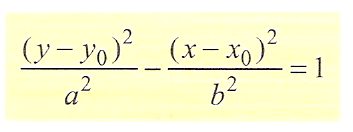 (y − y₀)²/a² − (x − x₀)²/b² = 1